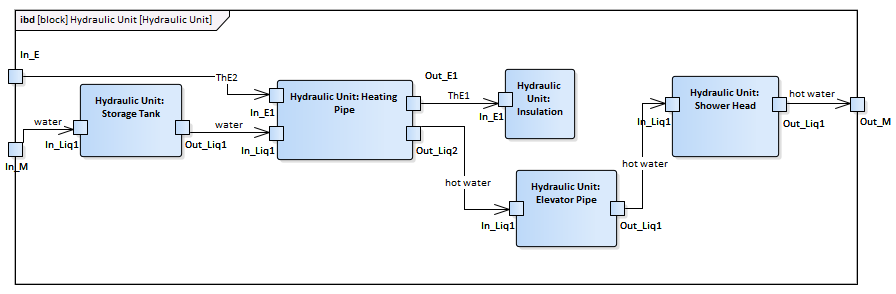 ibd [block] Hydraulic Unit [Hydraulic Unit]
In_E
ThE2
Out_E1
Hydraulic Unit:
Storage Tank
Hydraulic Unit: Heating
Pipe
Hydraulic
Unit:
Insulation
Hydraulic Unit:
Shower Head
ThE1
hot water
In_E1
In_E1
water
water
In_Liq1
Out_Liq1
In_Liq1
Out_Liq2
In_Liq1
Out_Liq1
Out_M
In_M
hot water
hot water
Hydraulic Unit:
Elevator Pipe
In_Liq1
Out_Liq1